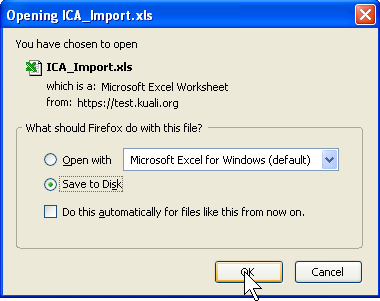 Opening ICA_Import.xls
You have chosen to open
ICA_Import.xls
which is a: Microsoft Excel Worksheet
from: https://test.kuali.org
What should Firefox do with this file?
Open with Microsoft Excel for Windows (default)
Save to Disk
Do this automatically for files like this from now on.
OK Cancel